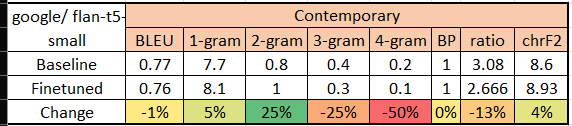 google/ flan-t5-small Contemporary
BLEU 1-gram 2-gram 3-gram 4-gram BP ratio chrF2
Baseline 0.77 7.7 0.8 0.4 0.2 1 3.08 8.6
Finetuned 0.76 8.1 1 0.3 0.1 1 2.666 8.93
Change -1% 5% 25% -25% -50% 0% -13% 4%